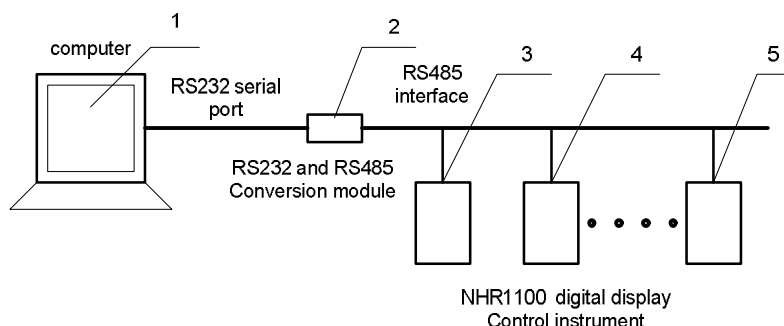 1
computer
2
RS232 serial
port
RS485
interface
3
4
5
RS232 and RS485
Conversion module
NHR1100 digital display
Control instrument